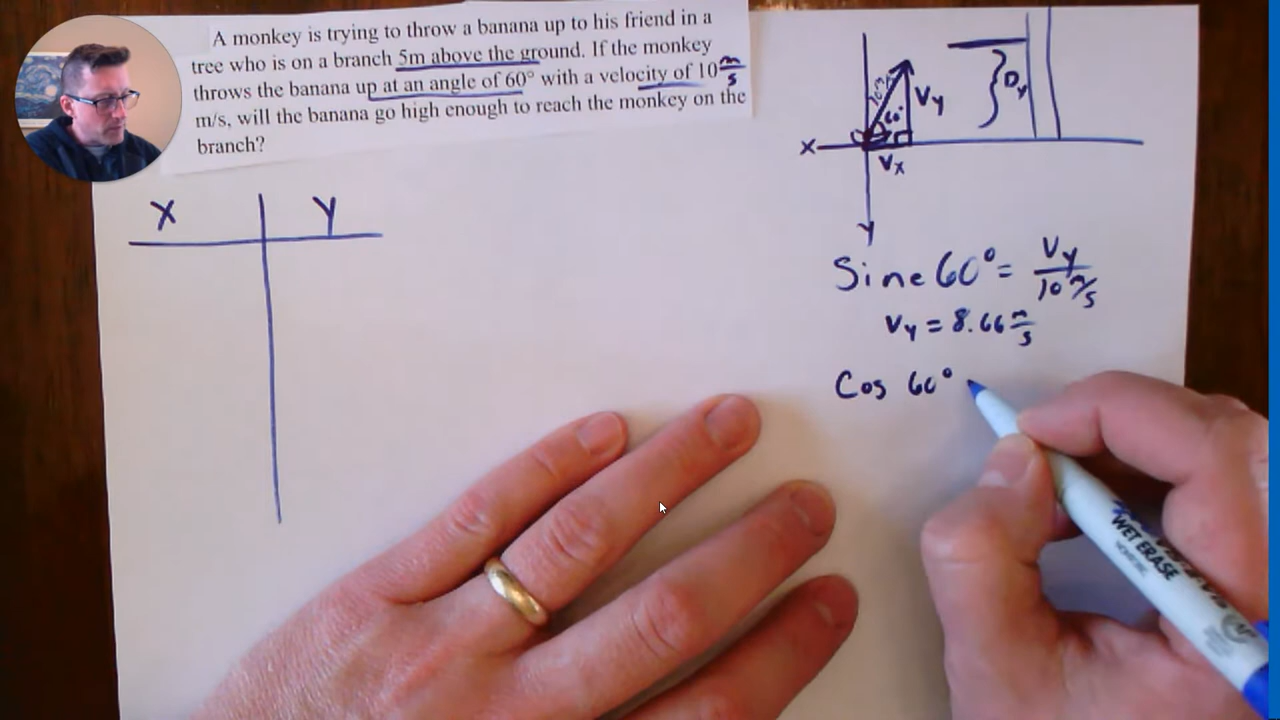 A monkey is trying to throw a banana up to his friend in a
tree who is on a branch 5m above the ground. If the monkey
throws the banana up at an angle of 60° with a velocity of 10 m/s
m/s, will the banana go high enough to reach the monkey on the
branch?
X Y
10 m/s
60°
Vy
Dy
X
Vx
Y
Sine 60° = Vy / 10 m/s
Vy = 8.66 m/s
Cos 60°
WET ERASE